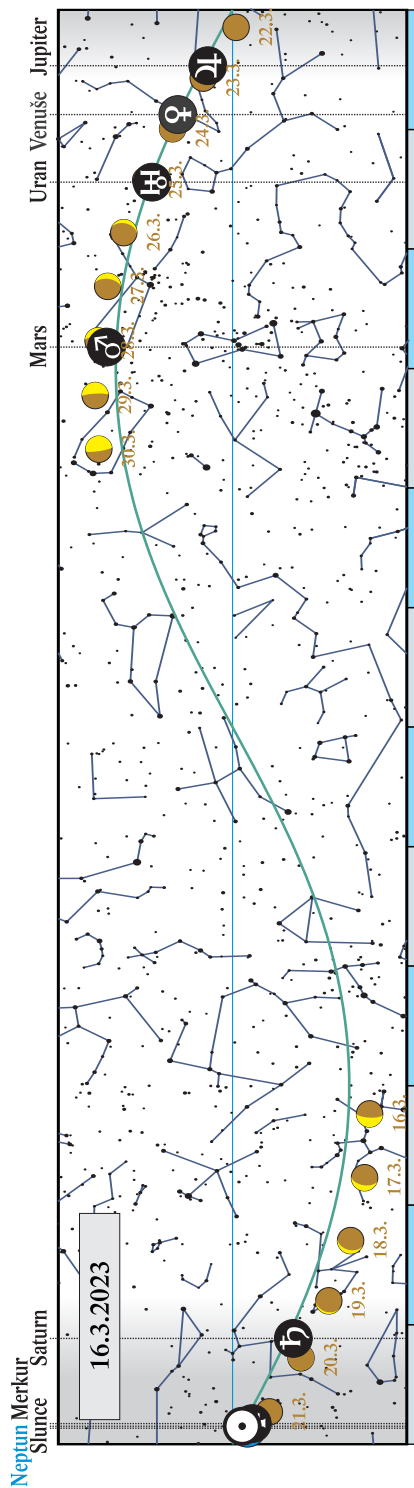 Neptun Merkur
Slunce
Saturn
Mars
Uran
Venuše
Jupiter
16.3.2023
21.3.
20.3.
19.3.
18.3.
17.3.
16.3.
30.3.
29.3.
28.3.
27.3.
26.3.
25.3.
24.3.
23.3.
22.3.